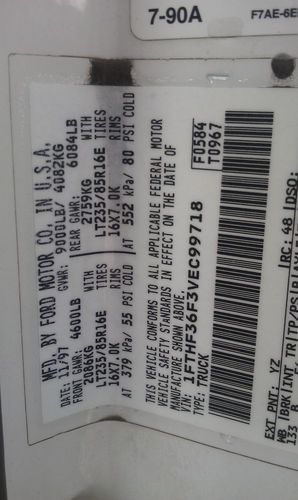 7-90A
F7AE-6E
MFD. BY FORD MOTOR CO. IN U.S.A.
DATE: 11/97 GVWR: 9000LB/ 4082KG
FRONT GAWR: 4600LB REAR GAWR: 6084LB
2086KG WITH 2759KG WITH
LT235/85R16E TIRES LT235/85R16E TIRES
16X7.0K RIMS 16X7.0K RIMS
AT 379 kPa/ 55 PSI COLD AT 552 kPa/ 80 PSI COLD
THIS VEHICLE CONFORMS TO ALL APPLICABLE FEDERAL MOTOR
VEHICLE SAFETY STANDARDS IN EFFECT ON THE DATE OF
MANUFACTURE SHOWN ABOVE.
VIN: 1FTHF36F3VEC99718
TYPE: TRUCK
F0584
T0967
EXT PNT: YZ RC: 48 DSO:
WB BRK INT TR TP/PS R
133 B